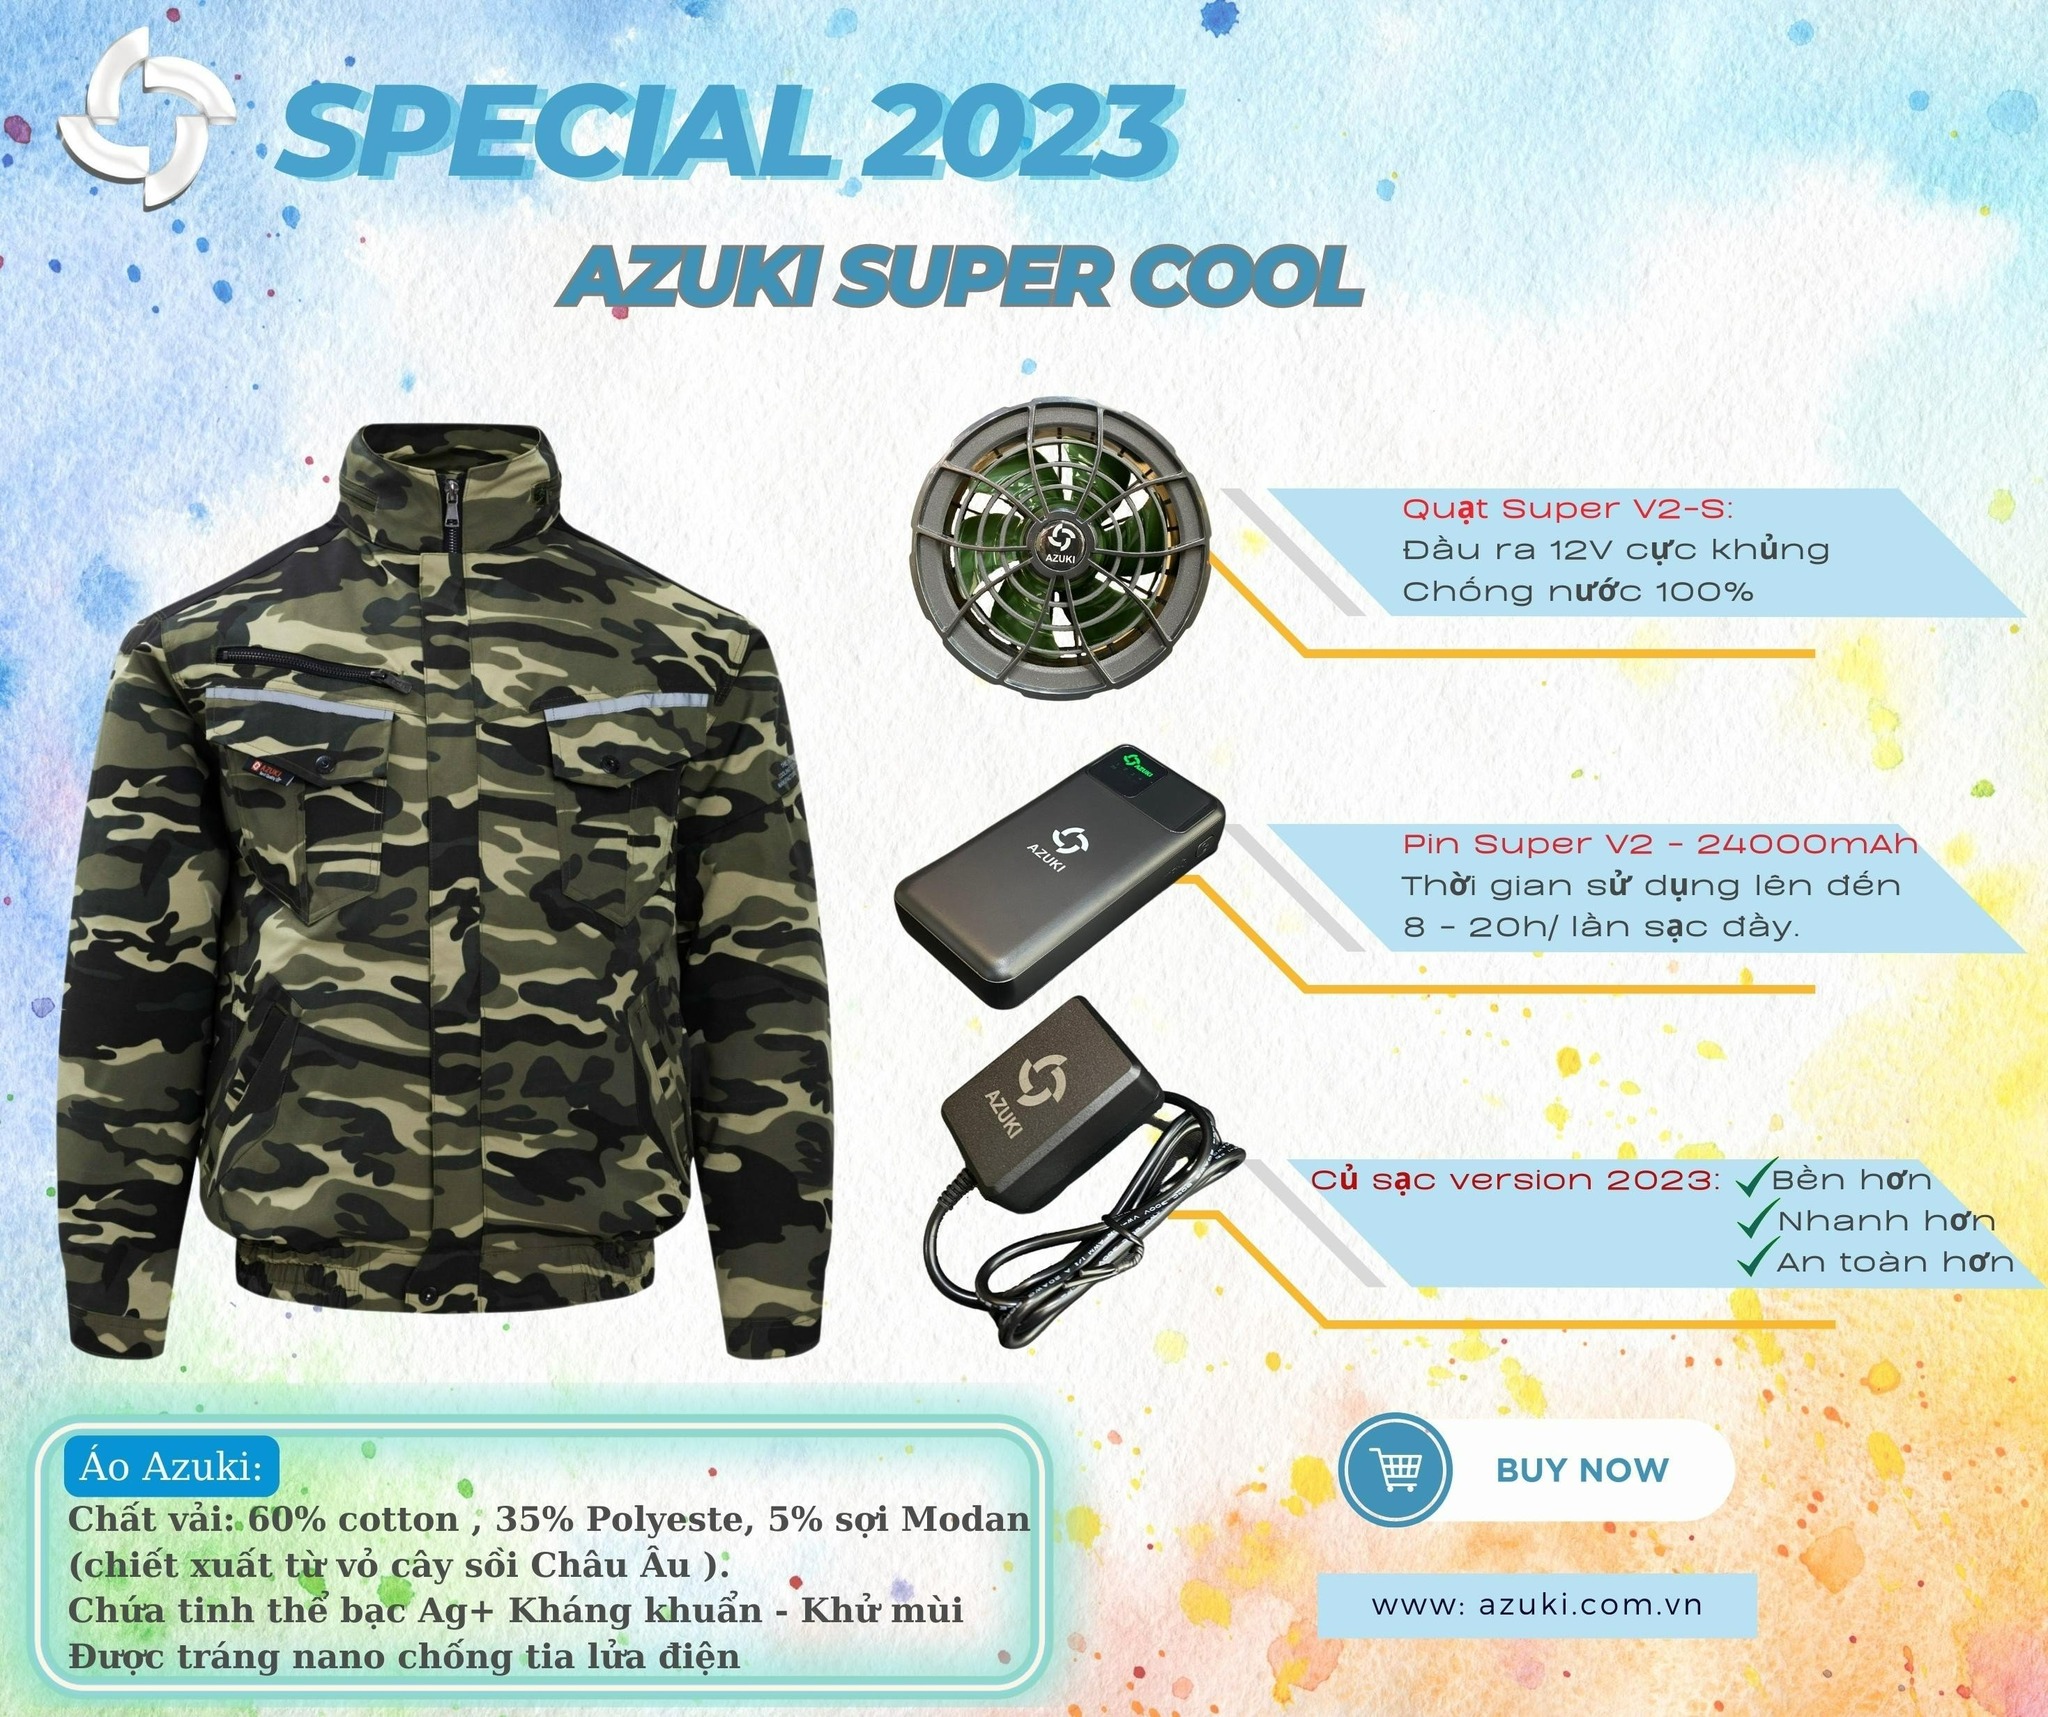 SPECIAL 2023
AZUKI SUPER COOL
AZUKI
Quạt Super V2-S:
Đầu ra 12V cực khủng
Chống nước 100%
AZUKI
AZUKI
AZUKI
Pin Super V2 - 24000mAh
Thời gian sử dụng lên đến
8 - 20h/ lần sạc đầy.
AZUKI
Củ sạc version 2023: Bền hơn
Nhanh hơn
An toàn hơn
Áo Azuki:
Chất vải: 60% cotton , 35% Polyeste, 5% sợi Modan
(chiết xuất từ vỏ cây sồi Châu Âu ).
Chứa tinh thể bạc Ag+ Kháng khuẩn - Khử mùi
Được tráng nano chống tia lửa điện
BUY NOW
www: azuki.com.vn